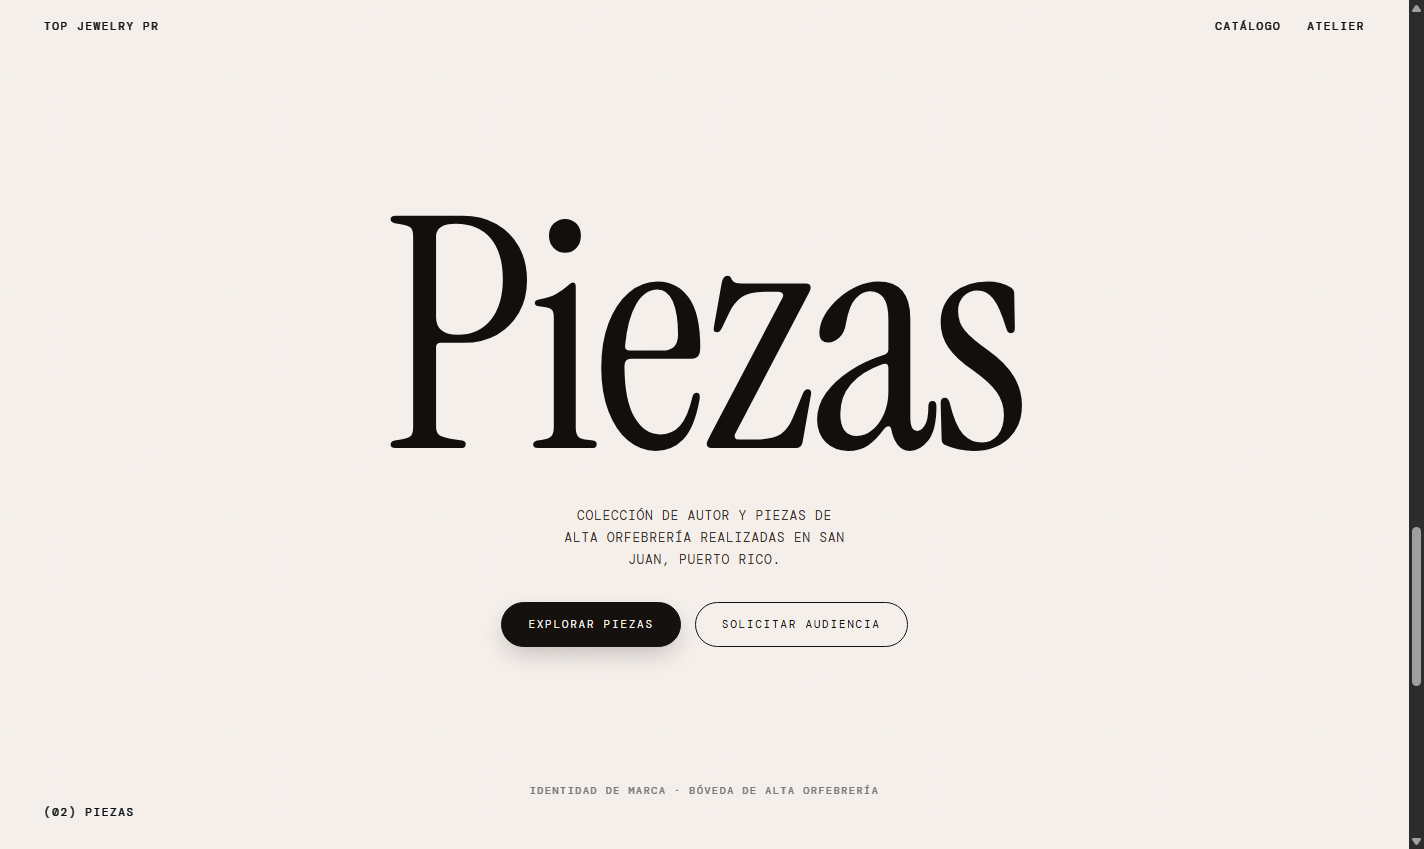 TOP JEWELRY PR
CATÁLOGO ATELIER
Piezas
COLECCIÓN DE AUTOR Y PIEZAS DE
ALTA ORFEBRERÍA REALIZADAS EN SAN
JUAN, PUERTO RICO.
EXPLORAR PIEZAS
SOLICITAR AUDIENCIA
IDENTIDAD DE MARCA · BÓVEDA DE ALTA ORFEBRERÍA
(02) PIEZAS